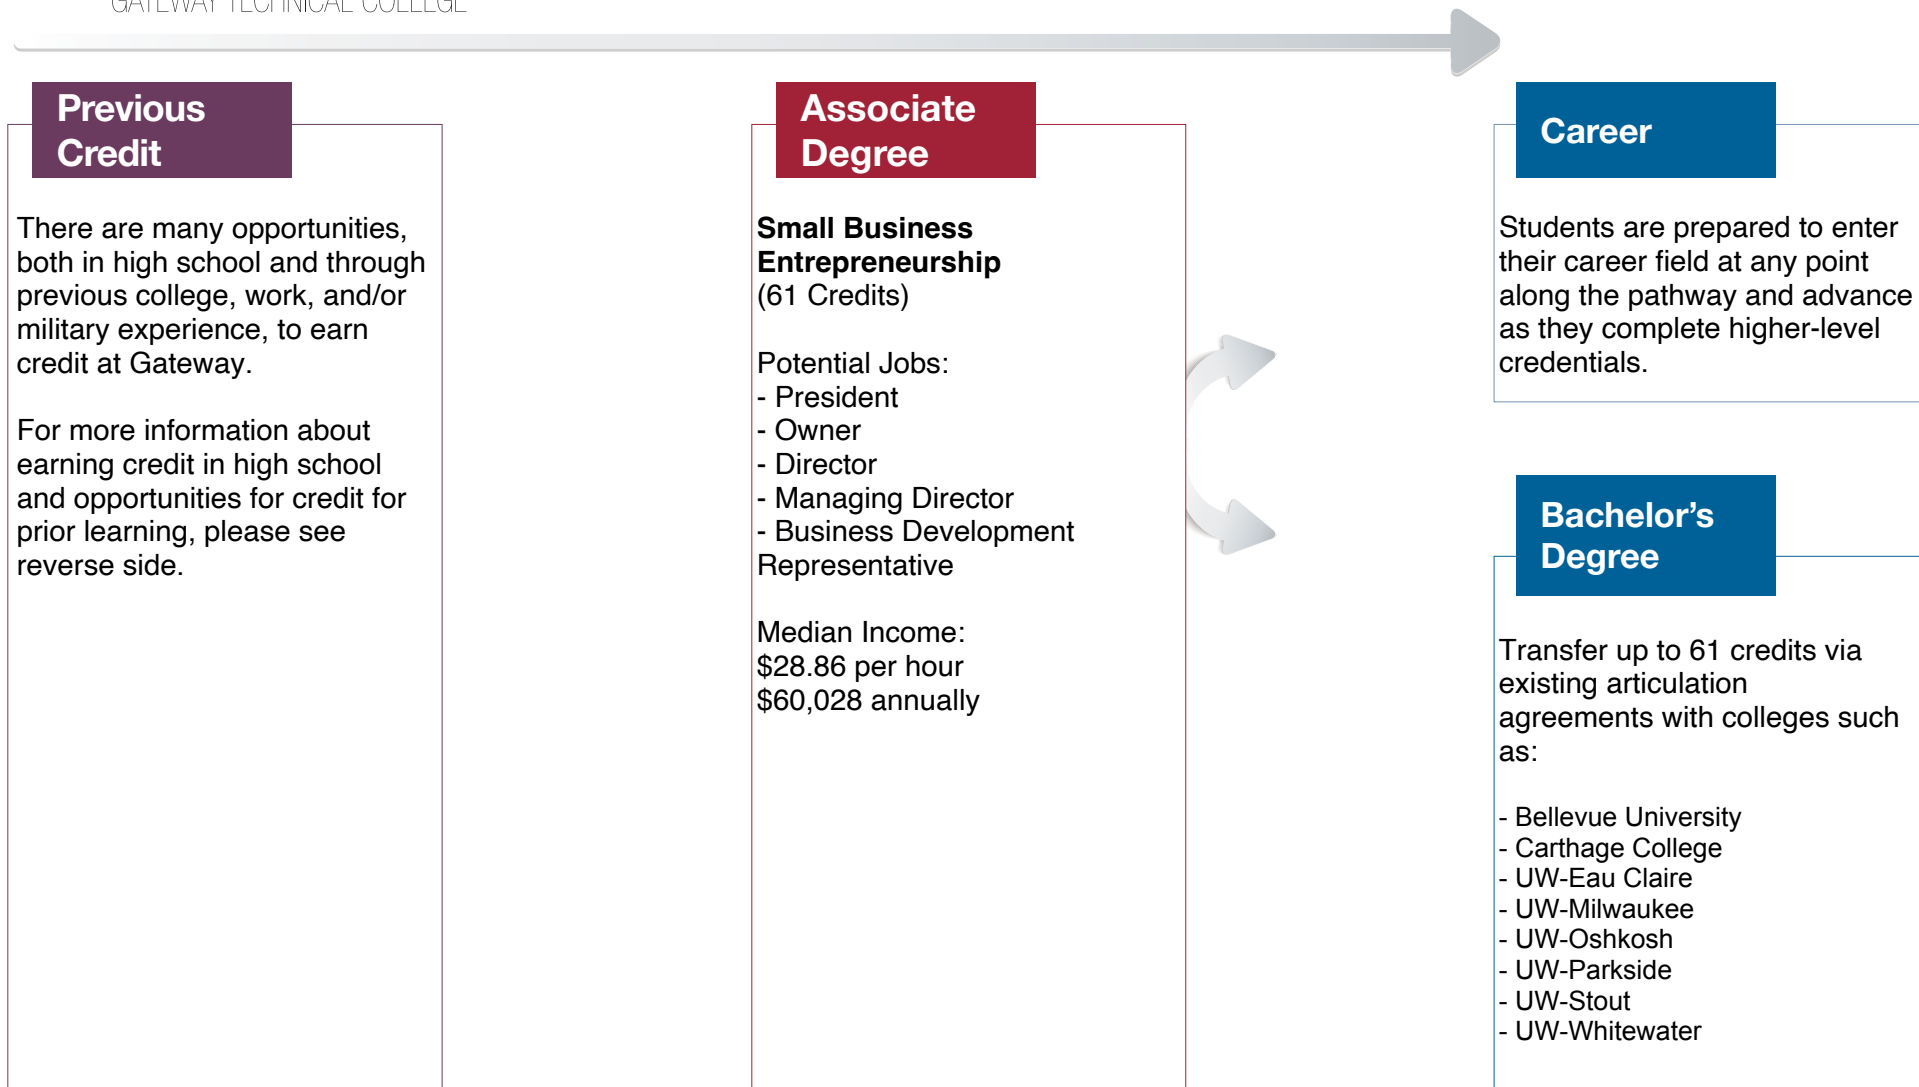 GATEWAY TECHNICAL COLLEGE
Previous
Credit
There are many opportunities,
both in high school and through
previous college, work, and/or
military experience, to earn
credit at Gateway.
For more information about
earning credit in high school
and opportunities for credit for
prior learning, please see
reverse side.
Associate
Degree
Small Business
Entrepreneurship
(61 Credits)
Potential Jobs:
- President
- Owner
- Director
- Managing Director
- Business Development
Representative
Median Income:
$28.86 per hour
$60,028 annually
Career
Students are prepared to enter
their career field at any point
along the pathway and advance
as they complete higher-level
credentials.
Bachelor’s
Degree
Transfer up to 61 credits via
existing articulation
agreements with colleges such
as:
- Bellevue University
- Carthage College
- UW-Eau Claire
- UW-Milwaukee
- UW-Oshkosh
- UW-Parkside
- UW-Stout
- UW-Whitewater